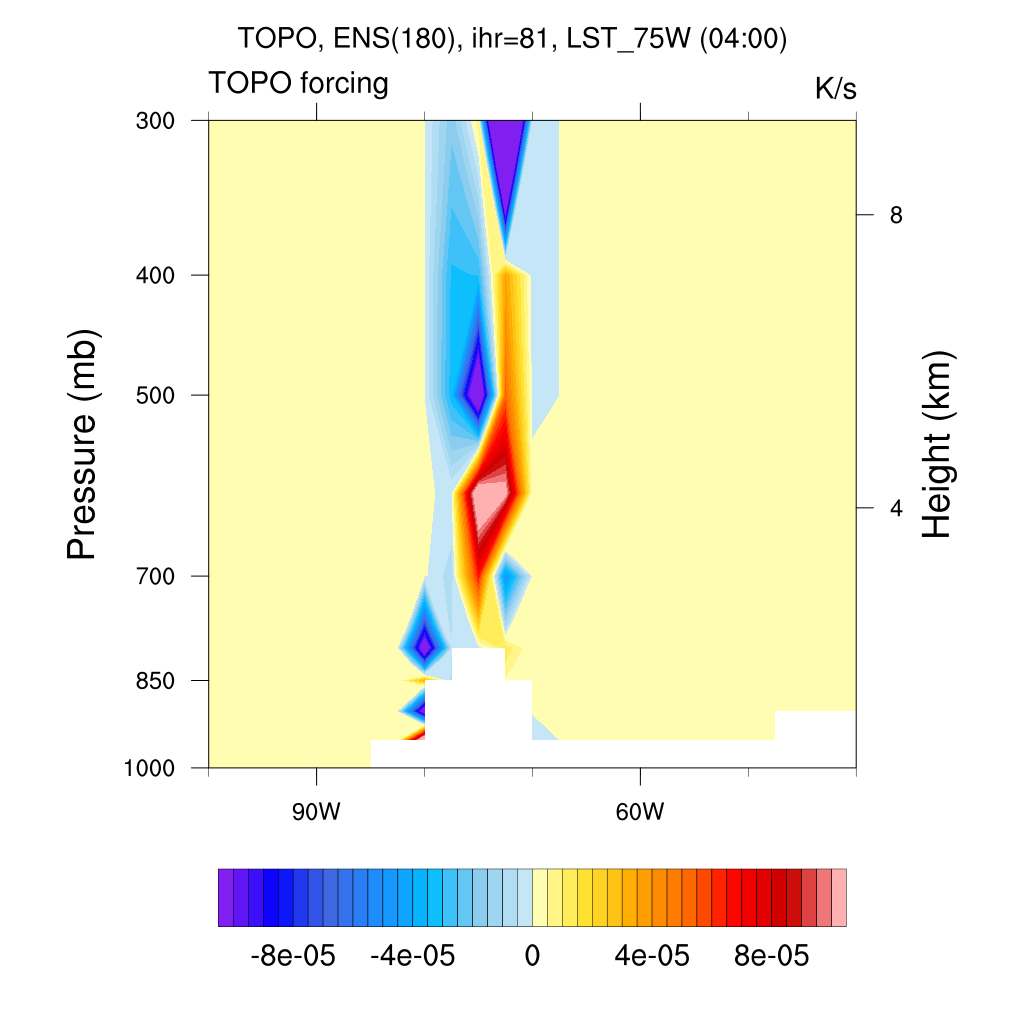 TOPO, ENS(180), ihr=81, LST_75W (04:00)
TOPO forcing
K/s
300
400
500
700
850
1000
Pressure (mb)
8
4
Height (km)
90W
60W
-8e-05
-4e-05
0
4e-05
8e-05